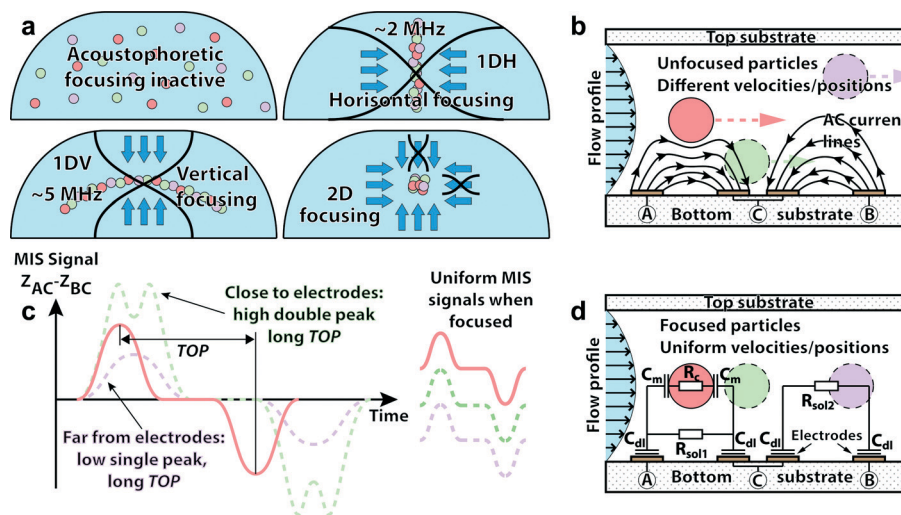 a
Acoustophoretic
focusing inactive
~2 MHz
1DH
Horisontal focusing
1DV
~5 MHz
Vertical
focusing
2D
focusing
b
Top substrate
Unfocused particles
Different velocities/positions
AC current
lines
Flow profile
A
Bottom
C
substrate
B
c
MIS Signal
Z_AC-Z_BC
Close to electrodes:
high double peak
long TOP
TOP
Time
Far from electrodes:
low single peak,
long TOP
Uniform MIS
signals when
focused
d
Top substrate
Focused particles
Uniform velocities/positions
Flow profile
C_m
R_c
C_m
R_sol2
C_dl
R_sol1
C_dl
C_dl
Electrodes
C_dl
A
Bottom
C
substrate
B